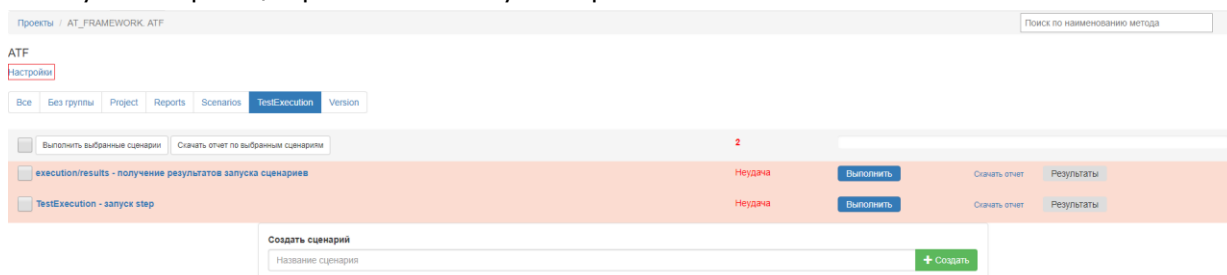 Проекты / AT_FRAMEWORK. ATF Поиск по наименованию метода
ATF
Настройки
Все Без группы Project Reports Scenarios TestExecution Version
Выполнить выбранные сценарии Скачать отчет по выбранным сценариям 2
execution/results - получение результатов запуска сценариев Неудача Выполнить Скачать отчет Результаты
TestExecution - запуск step Неудача Выполнить Скачать отчет Результаты
Создать сценарий
Название сценария + Создать